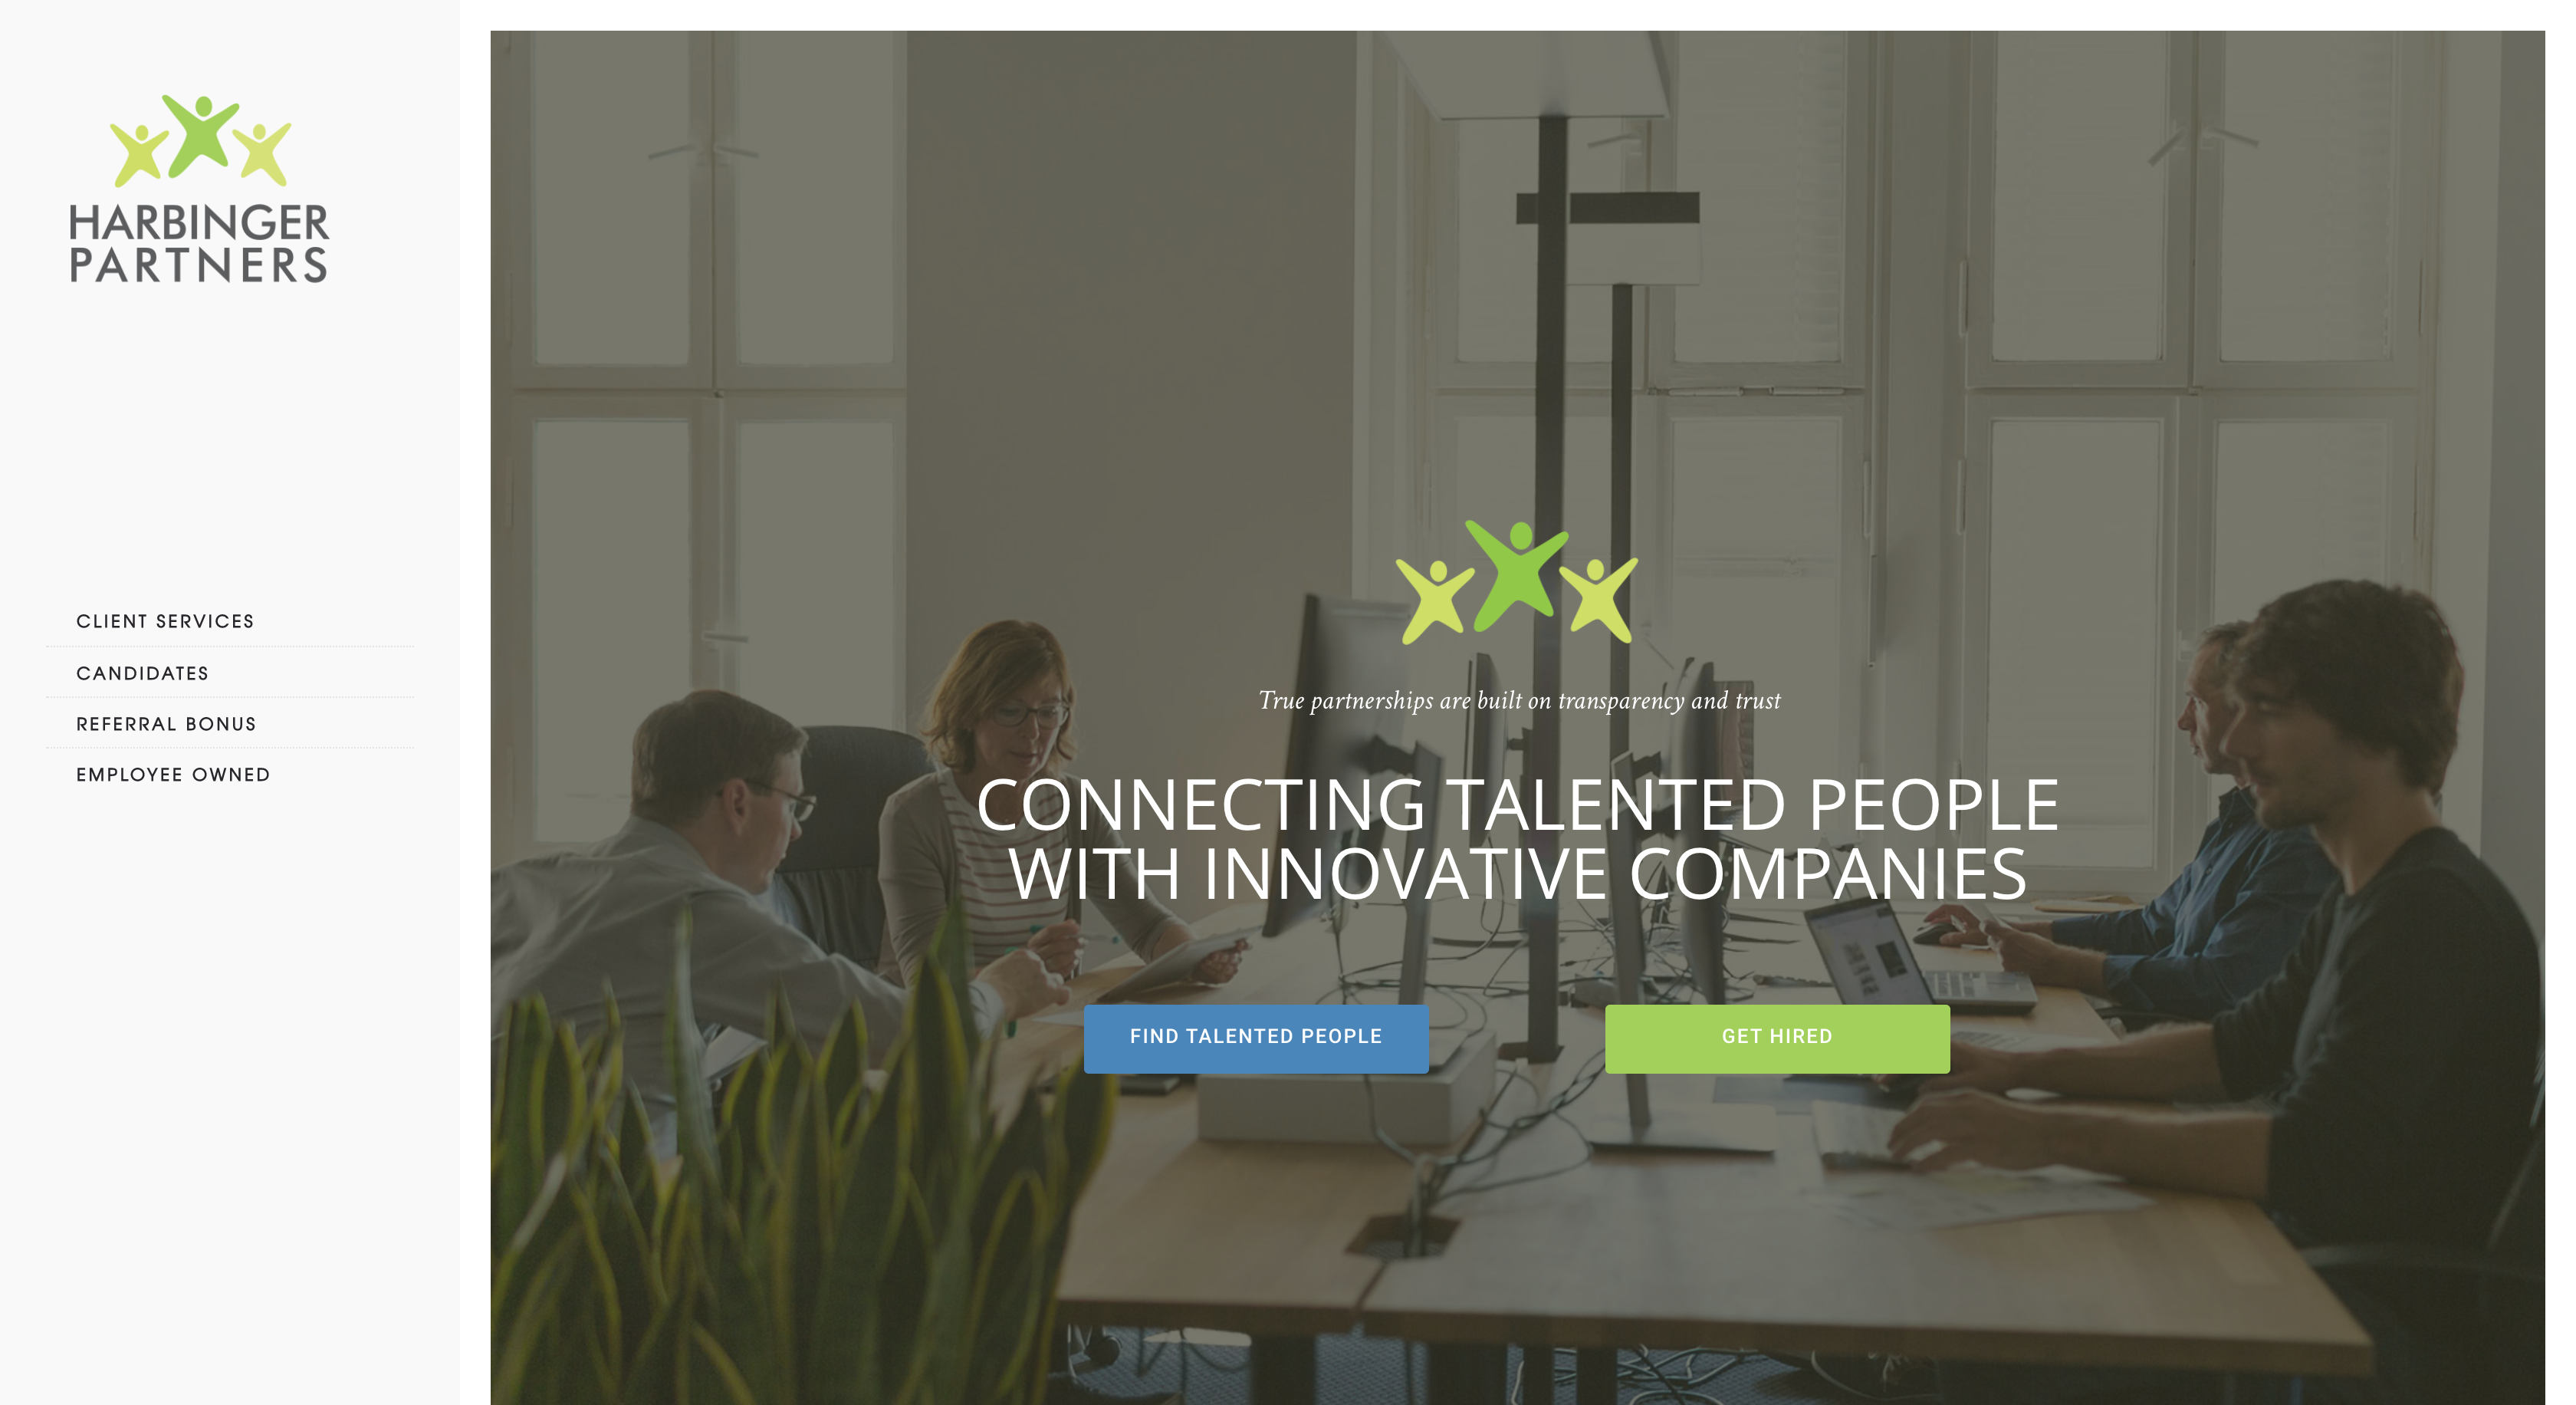 HARBINGER
PARTNERS
CLIENT SERVICES
CANDIDATES
REFERRAL BONUS
EMPLOYEE OWNED
True partnerships are built on transparency and trust
CONNECTING TALENTED PEOPLE
WITH INNOVATIVE COMPANIES
FIND TALENTED PEOPLE
GET HIRED